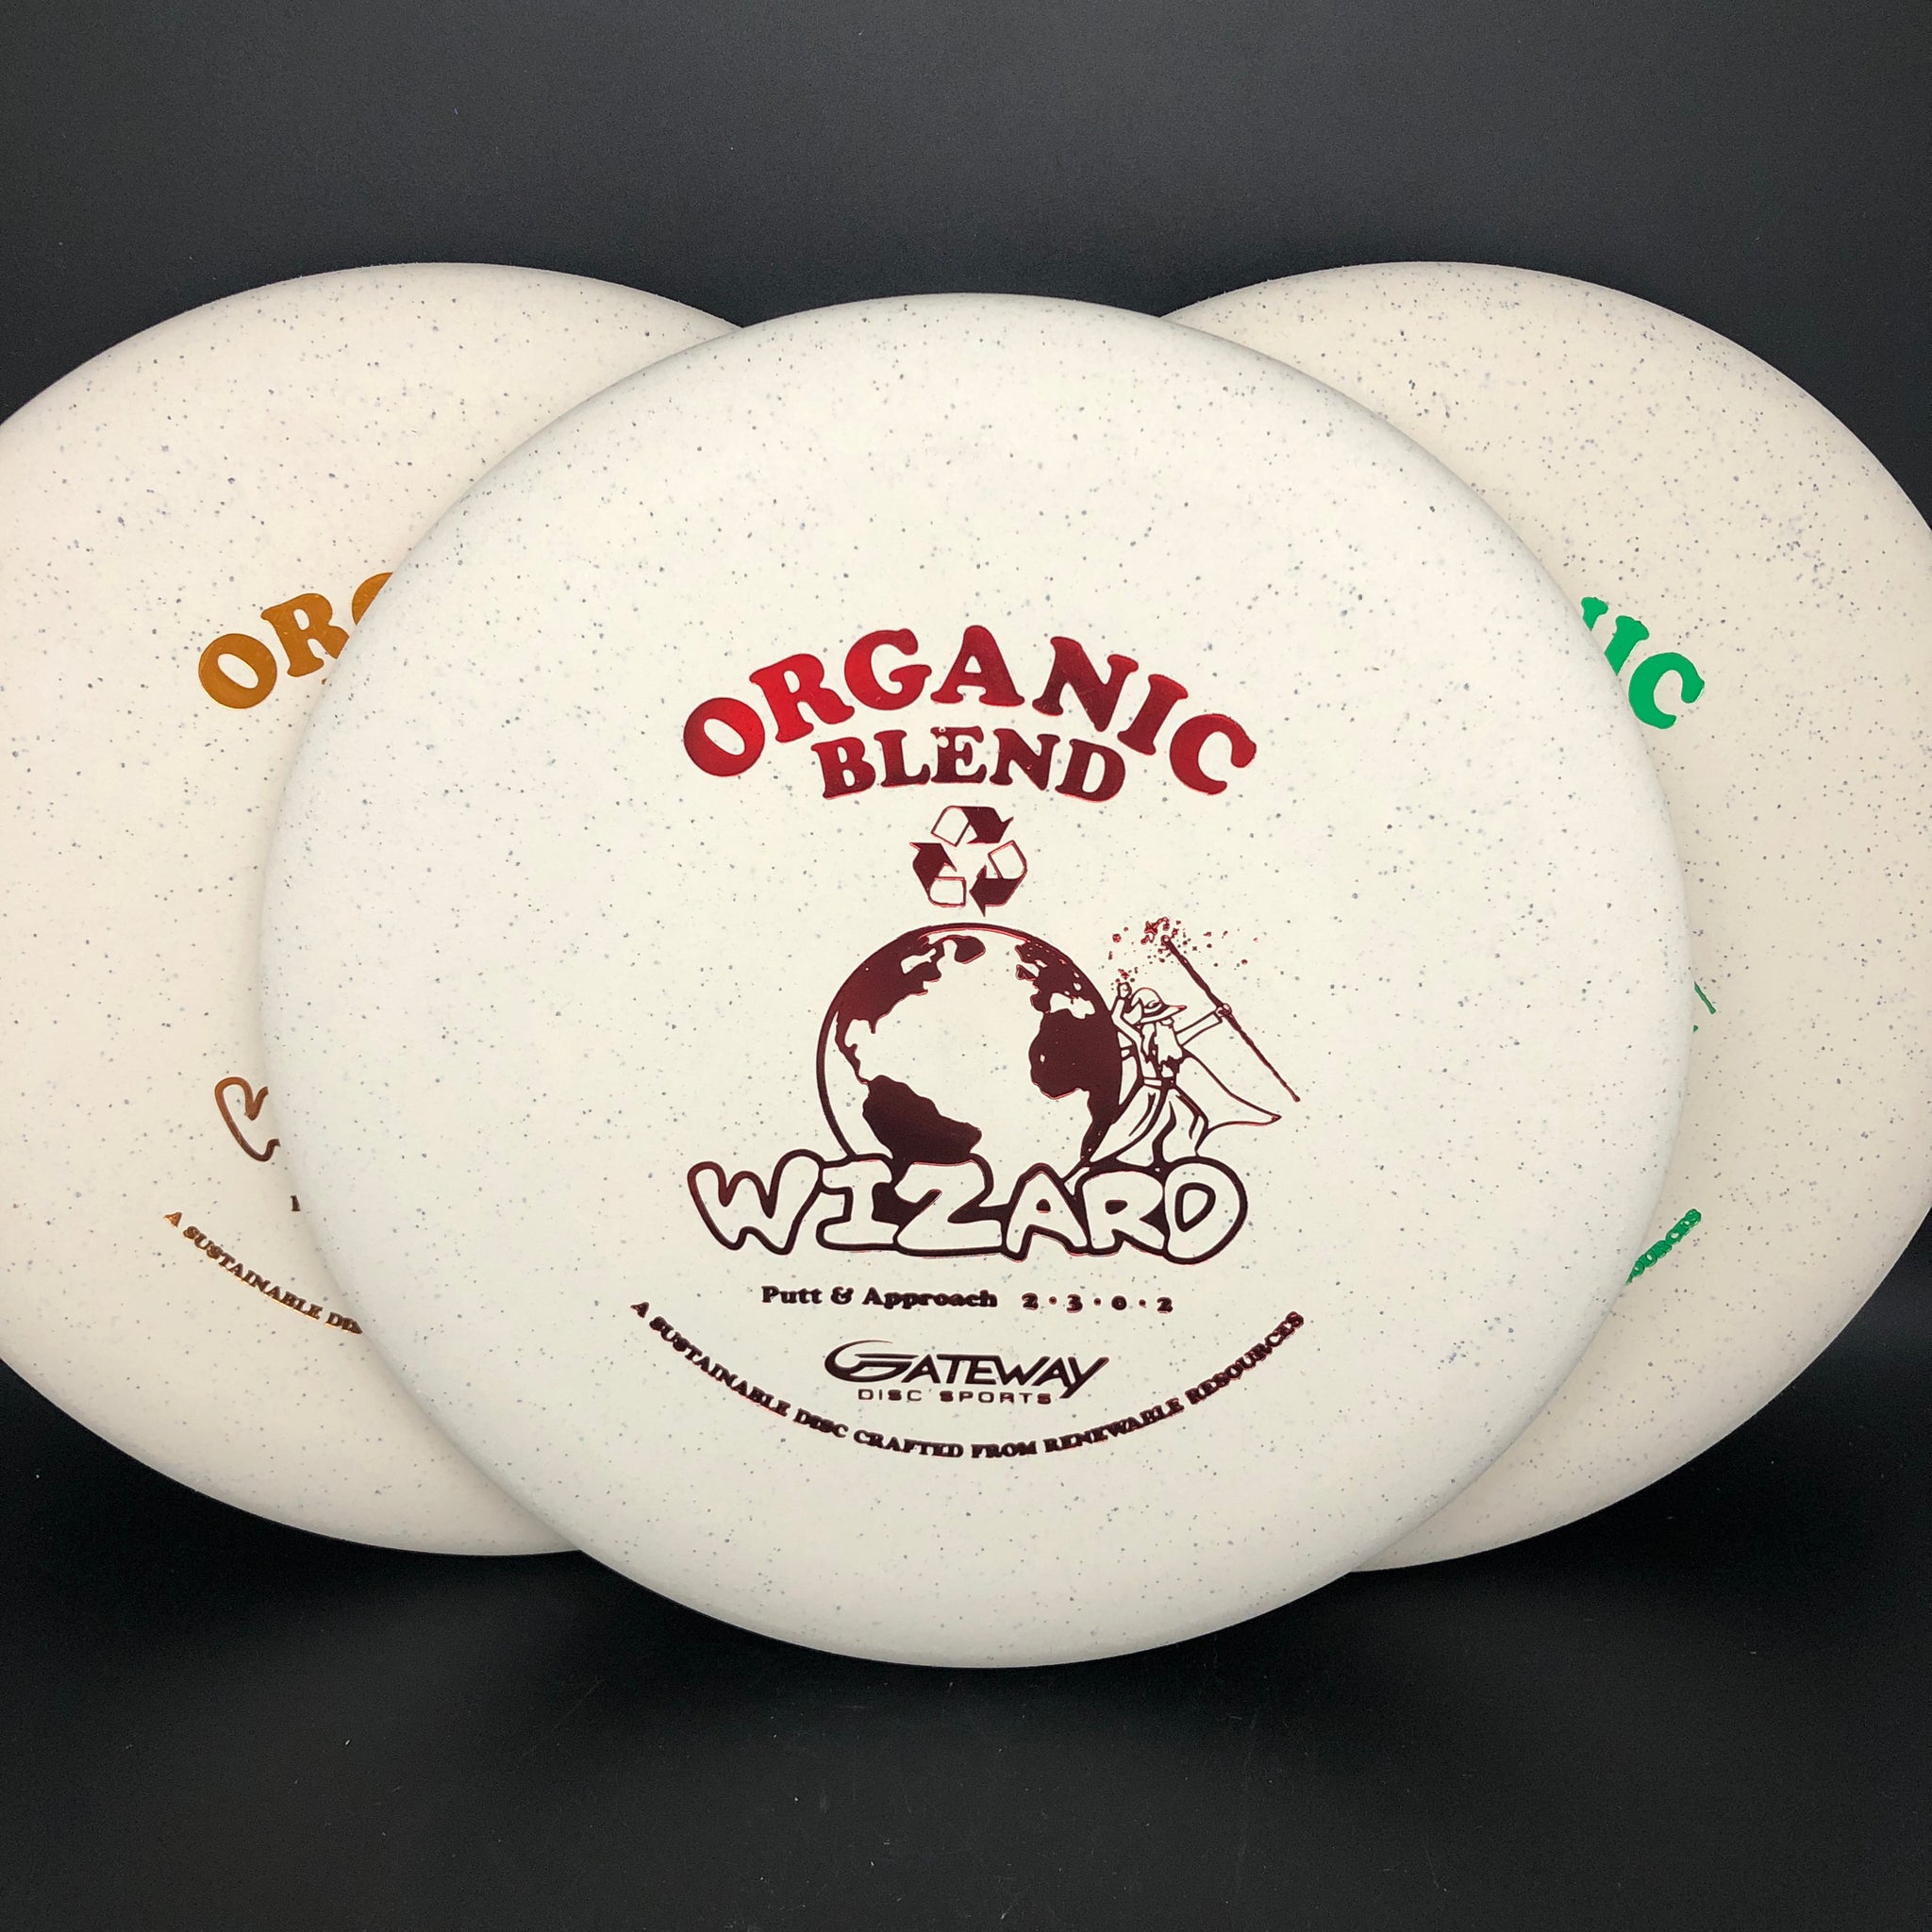 ORGANIC
BLEND
WIZARD
Putt & Approach 2 • 3 • 0 • 2
GATEWAY
DISC SPORTS
A SUSTAINABLE DISC CRAFTED FROM RENEWABLE RESOURCES
ORG
A SUSTAINABLE DIS
NIC